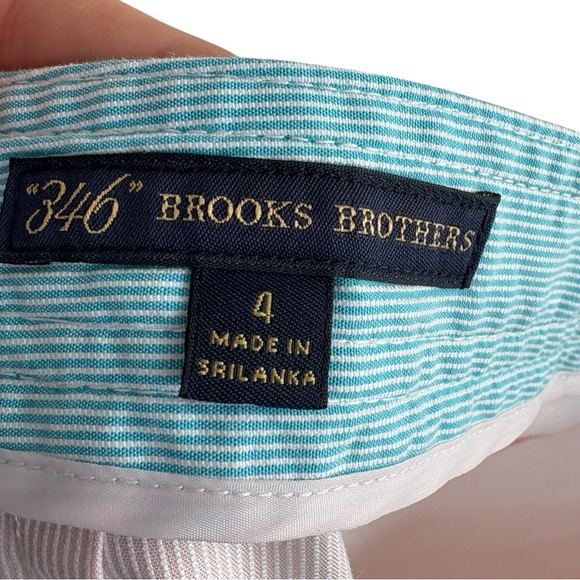 "346" BROOKS BROTHERS
4
MADE IN
SRILANKA